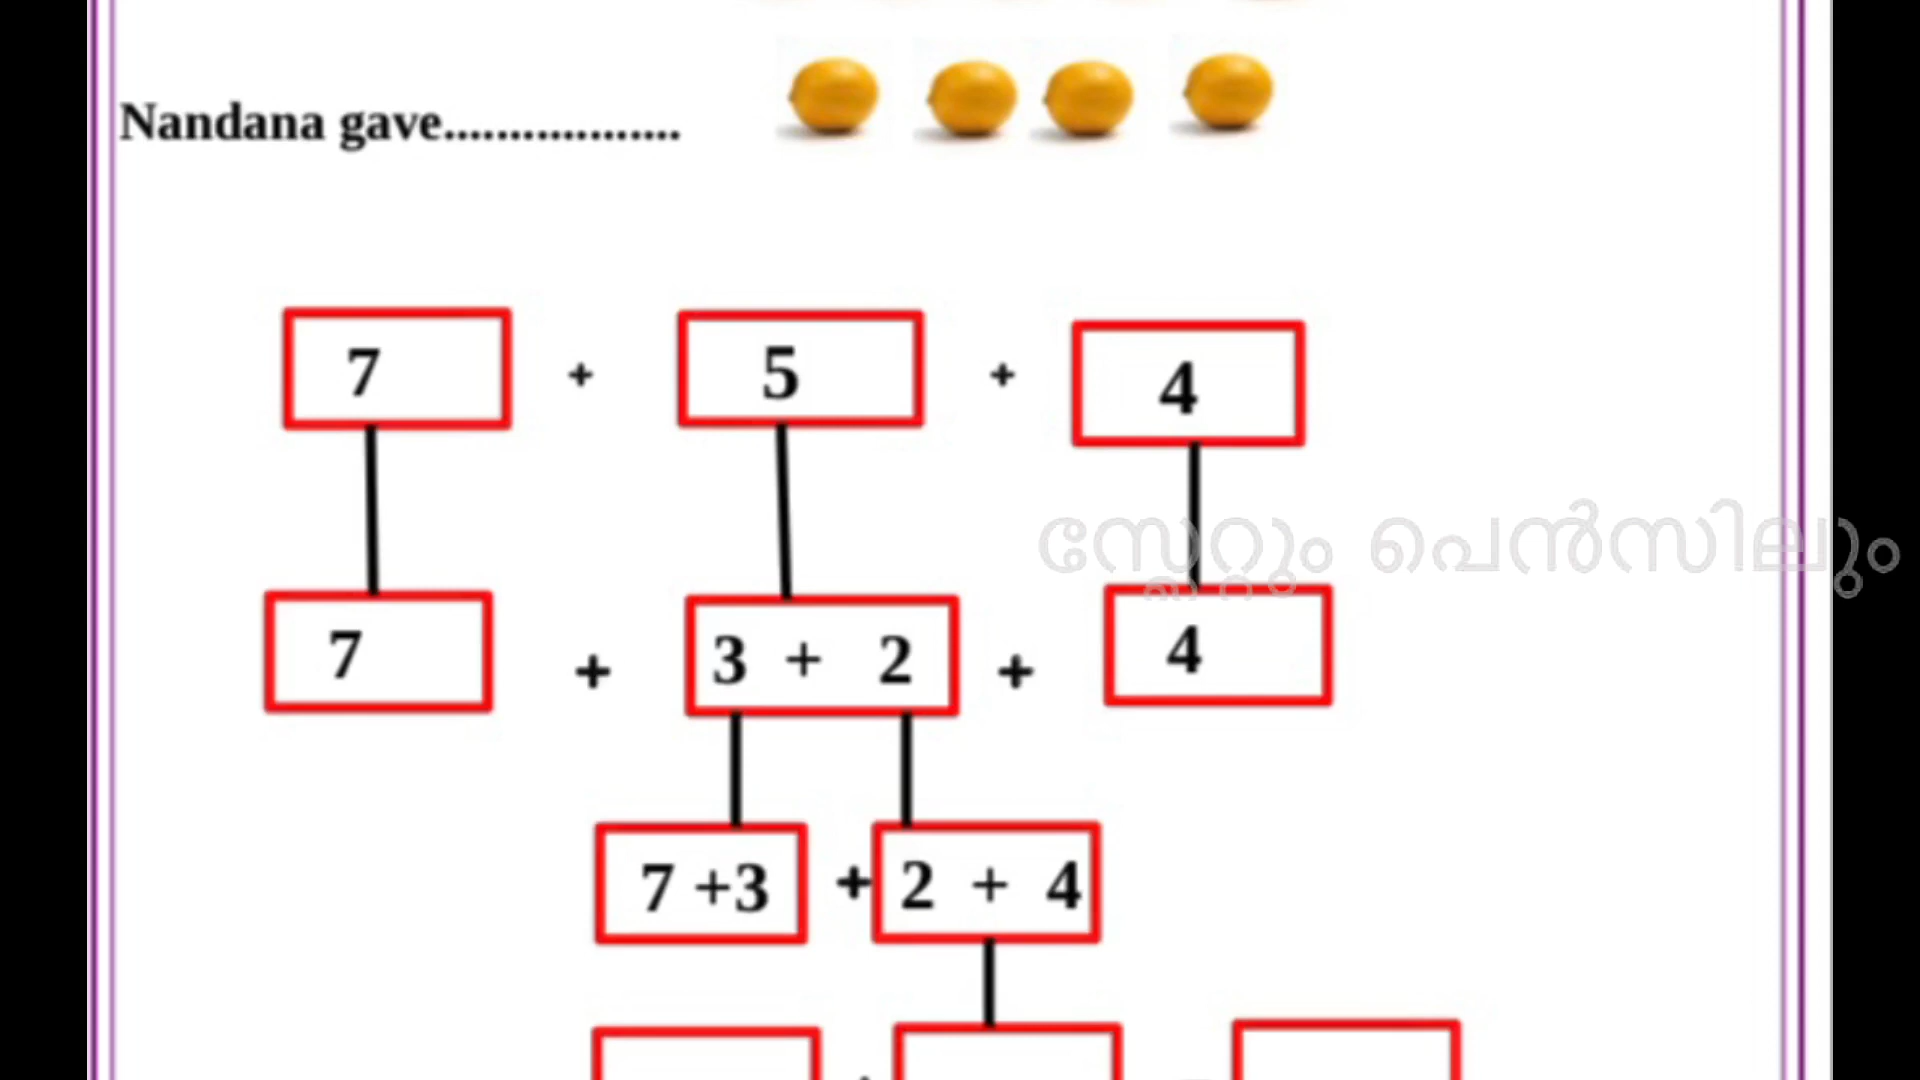 Nandana gave..................
7 + 5 + 4
സ്ലേറ്റും പെൻസിലും
7 + 3 + 2 + 4
7 +3 + 2 + 4